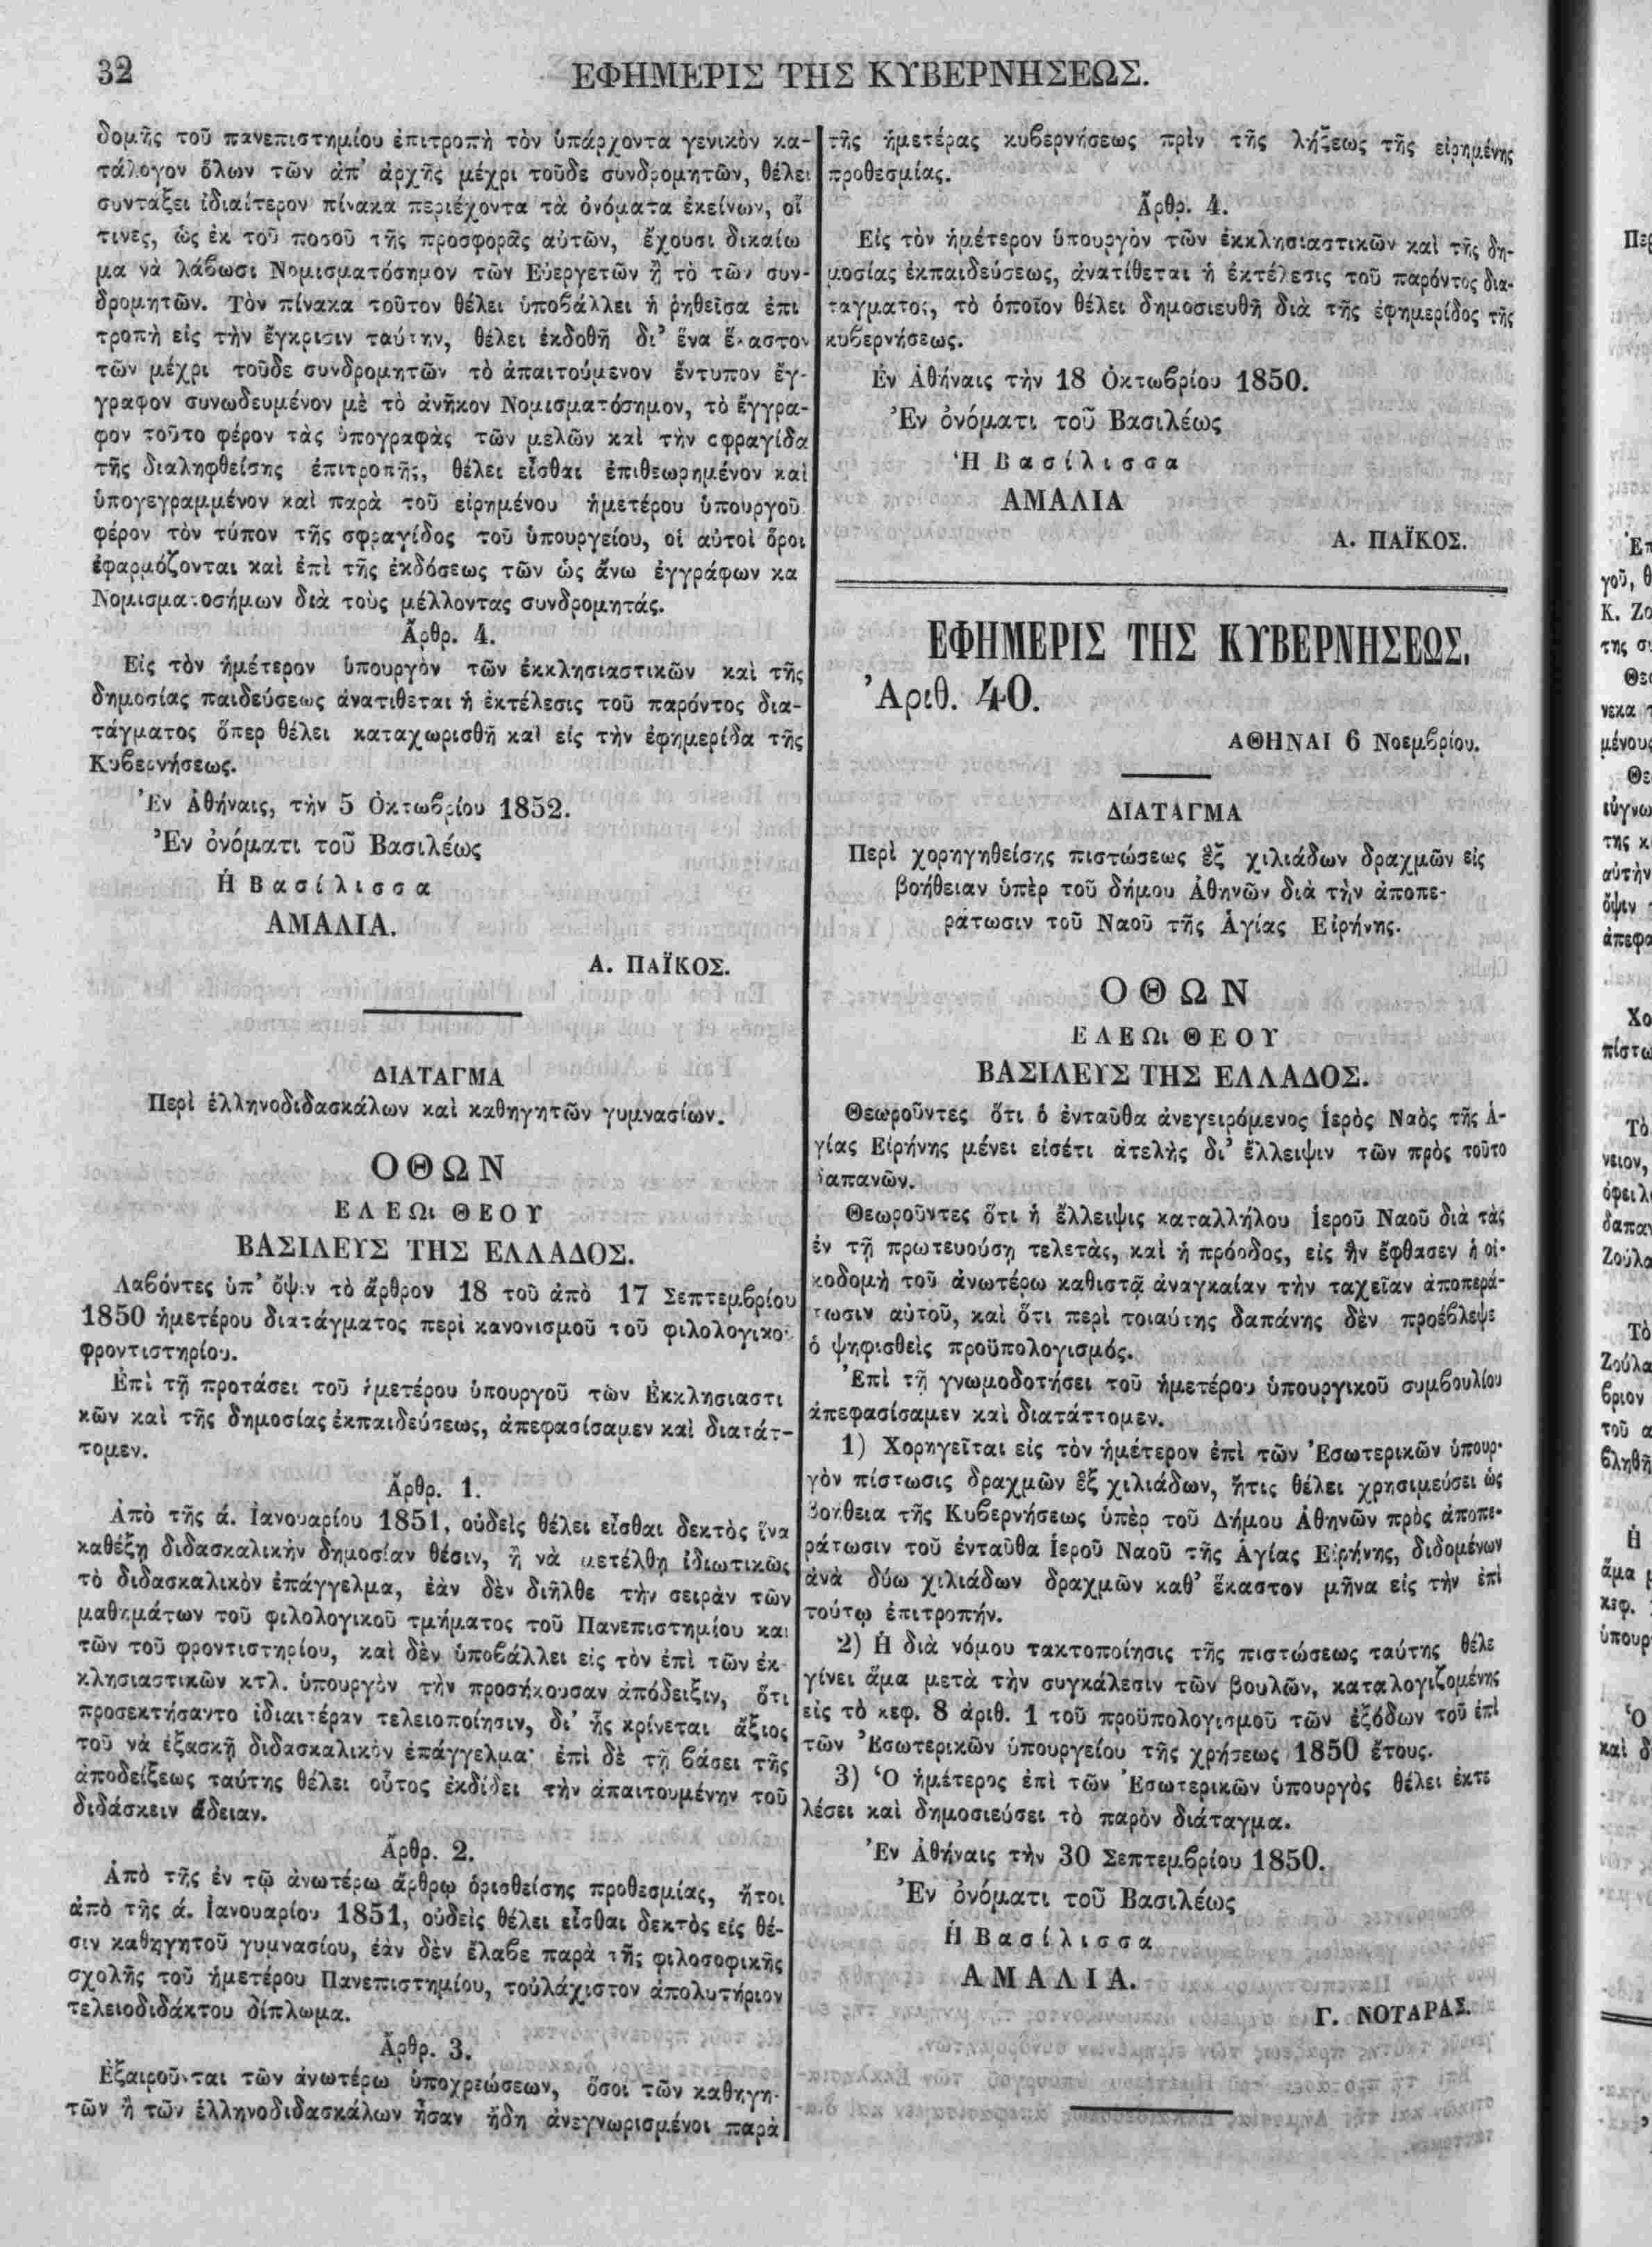 32
ΕΦΗΜΕΡΙΣ ΤΗΣ ΚΥΒΕΡΝΗΣΕΩΣ.
δομῆς τοῦ πανεπιστημίου ἐπιτροπὴ τὸν ὑπάρχοντα γενικὸν κα-
τάλογον ὅλων τῶν ἀπ' ἀρχῆς μέχρι τοῦδε συνδρομητῶν, θέλει
συντάξει ἰδιαίτερον πίνακα περιέχοντα τὰ ὀνόματα ἐκείνων, οἵ
τινες, ὡς ἐκ τοῦ ποσοῦ τῆς προσφορᾶς αὐτῶν, ἔχουσι δικαίω
μα νὰ λάβωσι Νομισματόσημον τῶν Εὐεργετῶν ἢ τὸ τῶν συν-
δρομητῶν. Τὸν πίνακα τοῦτον θέλει ὑποβάλλει ἡ ῥηθεῖσα ἐπι
τροπὴ εἰς τὴν ἔγκρισιν ταύτην, θέλει ἐκδοθῆ δι' ἕνα ἕκαστον
τῶν μέχρι τοῦδε συνδρομητῶν τὸ ἀπαιτούμενον ἔντυπον ἔγ-
γραφον συνωδευμένον μὲ τὸ ἀνῆκον Νομισματόσημον, τὸ ἔγγρα-
φον τοῦτο φέρον τὰς ὑπογραφὰς τῶν μελῶν καὶ τὴν σφραγίδα
τῆς διαληφθείσης ἐπιτροπῆς, θέλει εἶσθαι ἐπιθεωρημένον καὶ
ὑπογεγραμμένον καὶ παρὰ τοῦ εἰρημένου ἡμετέρου ὑπουργοῦ
φέρον τὸν τύπον τῆς σφραγίδος τοῦ ὑπουργείου, οἱ αὐτοὶ ὅροι
ἐφαρμόζονται καὶ ἐπὶ τῆς ἐκδόσεως τῶν ὡς ἄνω ἐγγράφων κα
Νομισματοσήμων διὰ τοὺς μέλλοντας συνδρομητάς.
Ἄρθρ. 4.
Εἰς τὸν ἡμέτερον ὑπουργὸν τῶν ἐκκλησιαστικῶν καὶ τῆς
δημοσίας παιδεύσεως ἀνατίθεται ἡ ἐκτέλεσις τοῦ παρόντος δια-
τάγματος ὅπερ θέλει καταχωρισθῆ καὶ εἰς τὴν ἐφημερίδα τῆς
Κυβερνήσεως.
Ἐν Ἀθήναις, τὴν 5 Ὀκτωβρίου 1852.
Ἐν ὀνόματι τοῦ Βασιλέως
Ἡ Βασίλισσα
ΑΜΑΛΙΑ.
Α. ΠΑΪΚΟΣ.
ΔΙΑΤΑΓΜΑ
Περὶ ἑλληνοδιδασκάλων καὶ καθηγητῶν γυμνασίων.
ΟΘΩΝ
ΕΛΕΩι ΘΕΟΥ
ΒΑΣΙΛΕΥΣ ΤΗΣ ΕΛΛΑΔΟΣ.
Λαβόντες ὑπ' ὄψιν τὸ ἄρθρον 18 τοῦ ἀπὸ 17 Σεπτεμβρίου
1850 ἡμετέρου διατάγματος περὶ κανονισμοῦ τοῦ φιλολογικοῦ
φροντιστηρίου.
Ἐπὶ τῇ προτάσει τοῦ ἡμετέρου ὑπουργοῦ τῶν Ἐκκλησιαστι
κῶν καὶ τῆς δημοσίας ἐκπαιδεύσεως, ἀπεφασίσαμεν καὶ διατάτ-
τομεν.
Ἄρθρ. 1.
Ἀπὸ τῆς ά. Ἰανουαρίου 1851, οὐδεὶς θέλει εἶσθαι δεκτὸς ἵνα
καθέξῃ διδασκαλικὴν δημοσίαν θέσιν, ἢ νὰ μετέλθῃ ἰδιωτικῶς
τὸ διδασκαλικὸν ἐπάγγελμα, ἐὰν δὲν διῆλθε τὴν σειρὰν τῶν
μαθημάτων τοῦ φιλολογικοῦ τμήματος τοῦ Πανεπιστημίου και
τῶν τοῦ φροντιστηρίου, καὶ δὲν ὑποβάλλει εἰς τὸν ἐπὶ τῶν ἐκ-
κλησιαστικῶν κτλ. ὑπουργὸν τὴν προσήκουσαν ἀπόδειξιν, ὅτι
προσεκτήσαντο ἰδιαιτέραν τελειοποίησιν, δι' ἧς κρίνεται ἄξιος
τοῦ νὰ ἐξασκῇ διδασκαλικὸν ἐπάγγελμα· ἐπὶ δὲ τῇ βάσει τῆς
ἀποδείξεως ταύτης θέλει οὗτος ἐκδίδει τὴν ἀπαιτουμένην τοῦ
διδάσκειν ἄδειαν.
Ἄρθρ. 2.
Ἀπὸ τῆς ἐν τῷ ἀνωτέρω ἄρθρῳ ὁρισθείσης προθεσμίας, ἤτοι
ἀπὸ τῆς ά. Ἰανουαρίου 1851, οὐδεὶς θέλει εἶσθαι δεκτὸς εἰς θέ-
σιν καθηγητοῦ γυμνασίου, ἐὰν δὲν ἔλαβε παρὰ τῆς φιλοσοφικῆς
σχολῆς τοῦ ἡμετέρου Πανεπιστημίου, τοὐλάχιστον ἀπολυτήριον
τελειοδιδάκτου δίπλωμα.
Ἄρθρ. 3.
Ἐξαιροῦνται τῶν ἀνωτέρω ὑποχρεώσεων, ὅσοι τῶν καθηγη-
τῶν ἢ τῶν ἑλληνοδιδασκάλων ἦσαν ἤδη ἀνεγνωρισμένοι παρὰ
τῆς ἡμετέρας κυβερνήσεως πρὶν τῆς λήξεως τῆς εἰρημένης
προθεσμίας.
Ἄρθρ. 4.
Εἰς τὸν ἡμέτερον ὑπουργὸν τῶν ἐκκλησιαστικῶν καὶ τῆς δη-
μοσίας ἐκπαιδεύσεως, ἀνατίθεται ἡ ἐκτέλεσις τοῦ παρόντος δια-
ταγματος, τὸ ὁποῖον θέλει δημοσιευθῆ διὰ τῆς ἐφημερίδος τῆς
κυβερνήσεως.
Ἐν Ἀθήναις τὴν 18 Ὀκτωβρίου 1850.
Ἐν ὀνόματι τοῦ Βασιλέως
Ἡ Βασίλισσα
ΑΜΑΛΙΑ
Α. ΠΑΪΚΟΣ.
ΕΦΗΜΕΡΙΣ ΤΗΣ ΚΥΒΕΡΝΗΣΕΩΣ.
Ἀριθ. 40.
ΑΘΗΝΑΙ 6 Νοεμβρίου.
ΔΙΑΤΑΓΜΑ
Περὶ χορηγηθείσης πιστώσεως ἓξ χιλιάδων δραχμῶν εἰς
βοήθειαν ὑπὲρ τοῦ δήμου Ἀθηνῶν διὰ τὴν ἀποπε-
ράτωσιν τοῦ Ναοῦ τῆς Ἁγίας Εἰρήνης.
ΟΘΩΝ
ΕΛΕΩι ΘΕΟΥ
ΒΑΣΙΛΕΥΣ ΤΗΣ ΕΛΛΑΔΟΣ.
Θεωροῦντες ὅτι ὁ ἐνταῦθα ἀνεγειρόμενος Ἱερὸς Ναὸς τῆς Ἁ-
γίας Εἰρήνης μένει εἰσέτι ἀτελὴς δι' ἔλλειψιν τῶν πρὸς τοῦτο
δαπανῶν.
Θεωροῦντες ὅτι ἡ ἔλλειψις καταλλήλου Ἱεροῦ Ναοῦ διὰ τὰς
ἐν τῇ πρωτευούσῃ τελετὰς, καὶ ἡ πρόοδος, εἰς ἣν ἔφθασεν ἡ οἰ-
κοδομὴ τοῦ ἀνωτέρω καθιστᾷ ἀναγκαίαν τὴν ταχεῖαν ἀποπερά-
τωσιν αὐτοῦ, καὶ ὅτι περὶ τοιαύτης δαπάνης δὲν προέβλεψε
ὁ ψηφισθεὶς προϋπολογισμός.
Ἐπὶ τῇ γνωμοδοτήσει τοῦ ἡμετέρου ὑπουργικοῦ συμβουλίου
ἀπεφασίσαμεν καὶ διατάττομεν.
1) Χορηγεῖται εἰς τὸν ἡμέτερον ἐπὶ τῶν Ἐσωτερικῶν ὑπουρ-
γὸν πίστωσις δραχμῶν ἓξ χιλιάδων, ἥτις θέλει χρησιμεύσει ὡς
βοήθεια τῆς Κυβερνήσεως ὑπὲρ τοῦ Δήμου Ἀθηνῶν πρὸς ἀποπε-
ράτωσιν τοῦ ἐνταῦθα Ἱεροῦ Ναοῦ τῆς Ἁγίας Εἰρήνης, διδομένων
ἀνὰ δύω χιλιάδων δραχμῶν καθ' ἕκαστον μῆνα εἰς τὴν ἐπὶ
τούτῳ ἐπιτροπήν.
2) Ἡ διὰ νόμου τακτοποίησις τῆς πιστώσεως ταύτης θέλε
γίνει ἅμα μετὰ τὴν συγκάλεσιν τῶν βουλῶν, καταλογιζομένης
εἰς τὸ κεφ. 8 ἀριθ. 1 τοῦ προϋπολογισμοῦ τῶν ἐξόδων τοῦ ἐπὶ
τῶν Ἐσωτερικῶν ὑπουργείου τῆς χρήσεως 1850 ἔτους.
3) Ὁ ἡμέτερος ἐπὶ τῶν Ἐσωτερικῶν ὑπουργὸς θέλει ἐκτε
λέσει καὶ δημοσιεύσει τὸ παρὸν διάταγμα.
Ἐν Ἀθήναις τὴν 30 Σεπτεμβρίου 1850.
Ἐν ὀνόματι τοῦ Βασιλέως
Ἡ Βασίλισσα
ΑΜΑΛΙΑ.
Γ. ΝΟΤΑΡΑΣ.